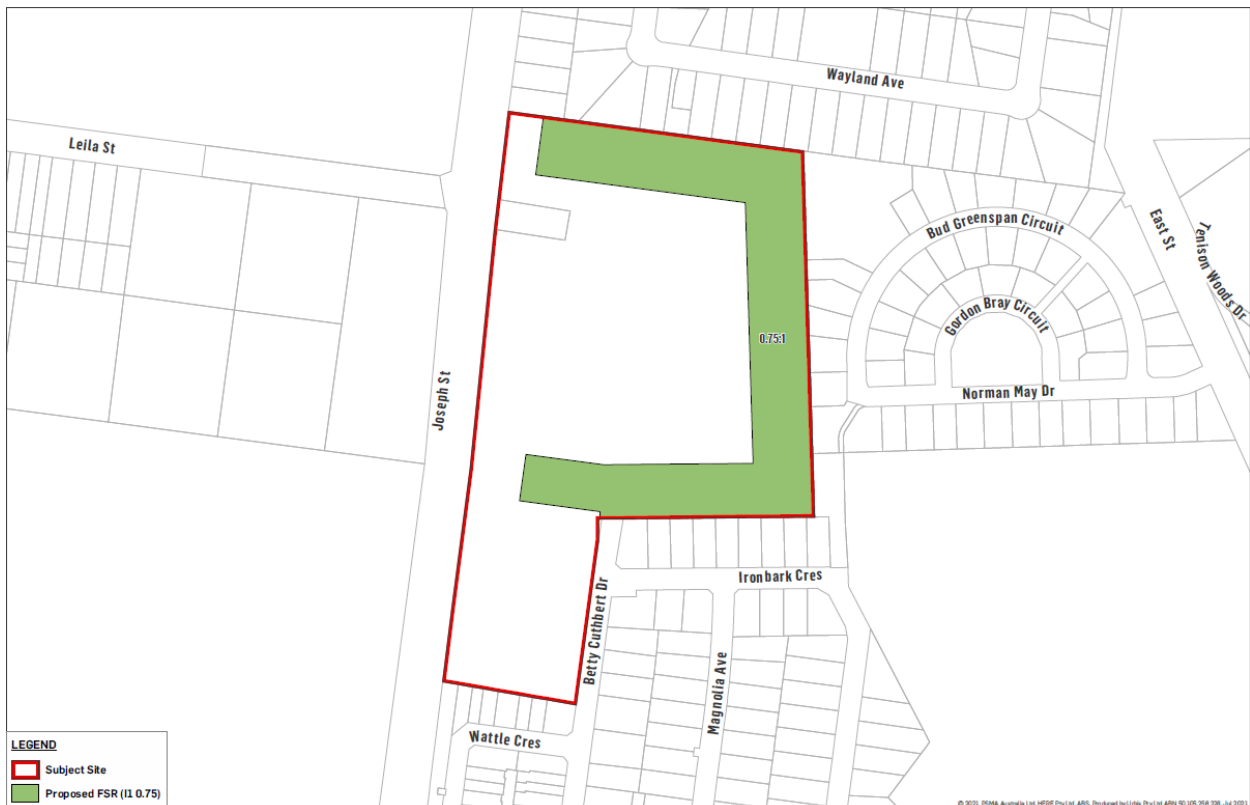 Wayland Ave
Leila St
Bud Greenspan Circuit
East St
Tenison Woods Dr
Gordon Bray Circuit
0.75:1
Joseph St
Norman May Dr
Ironbark Cres
Betty Cuthbert Dr
Magnolia Ave
Wattle Cres
LEGEND
Subject Site
Proposed FSR (I1 0.75)